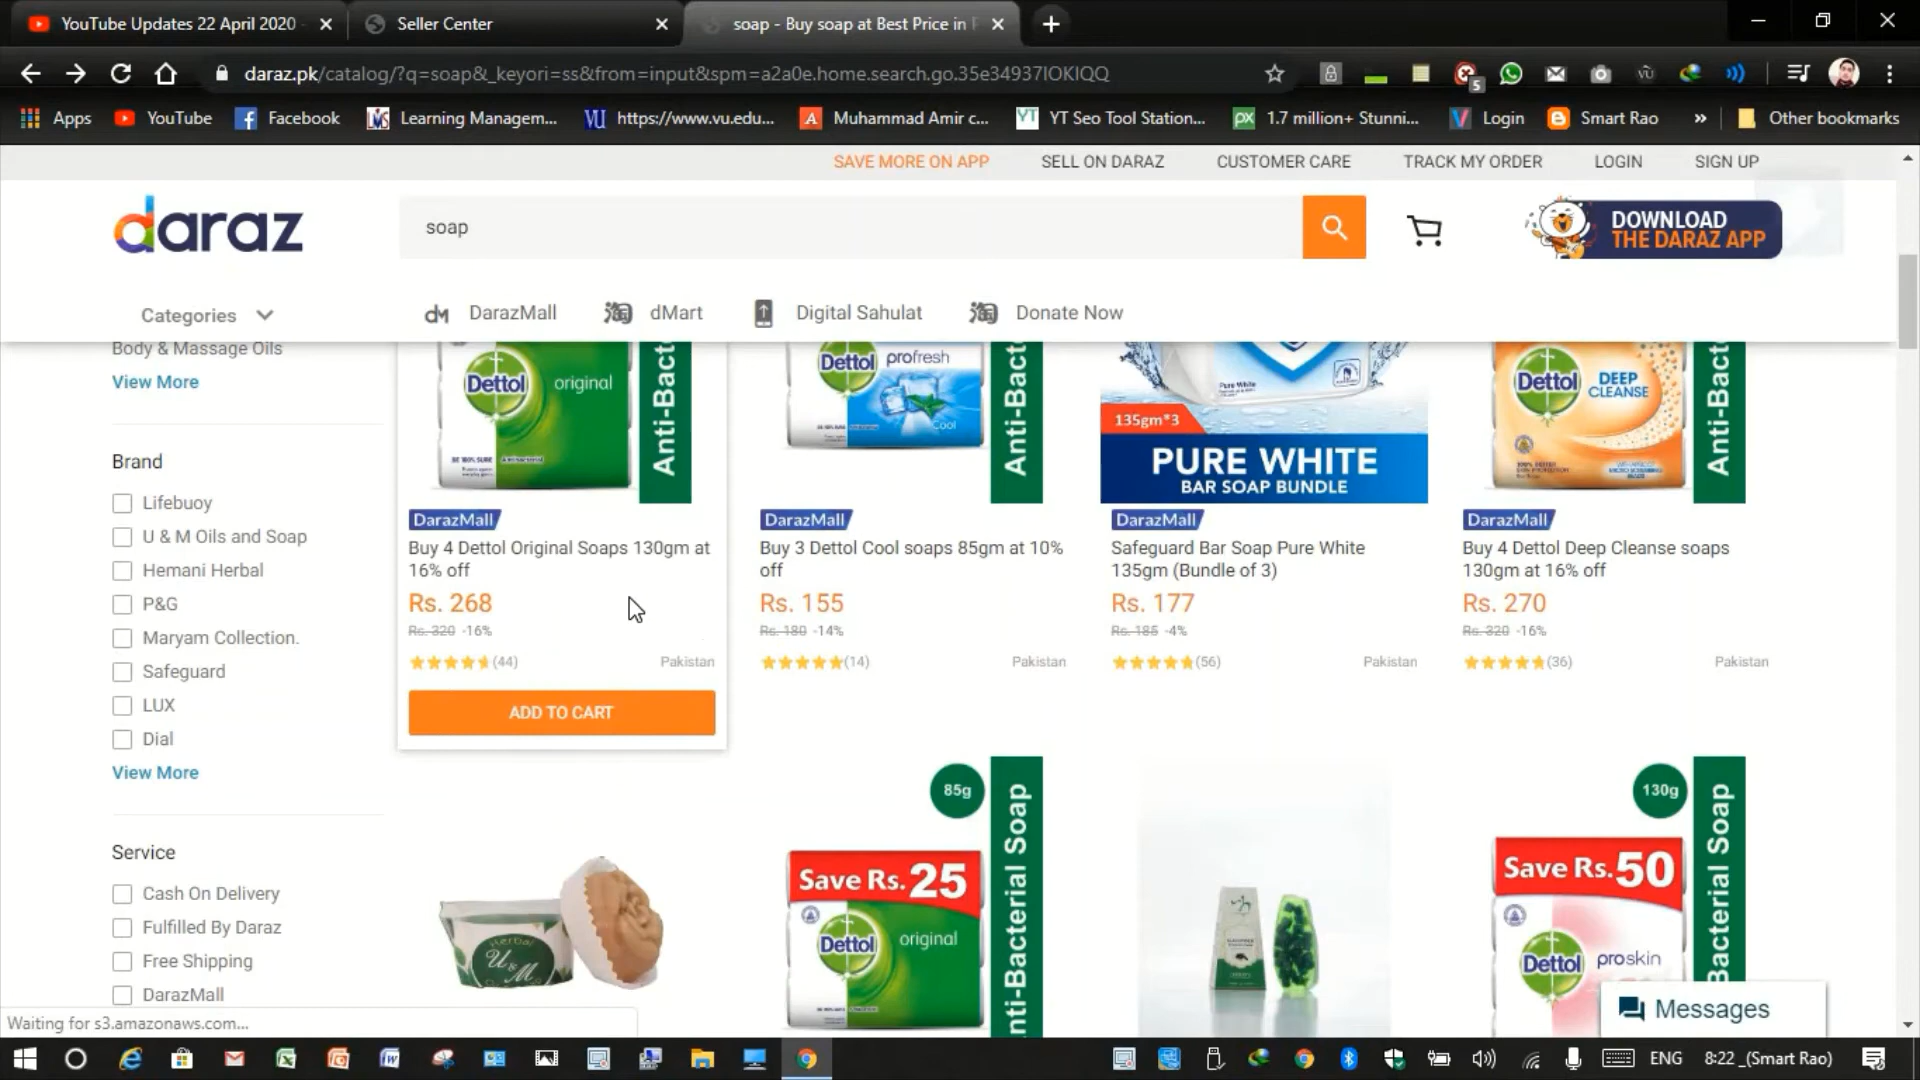 YouTube Updates 22 April 2020
Seller Center
soap - Buy soap at Best Price in P
daraz.pk/catalog/?q=soap&_keyori=ss&from=input&spm=a2a0e.home.search.go.35e34937IOKIQQ
5
Apps
YouTube
Facebook
Learning Managem...
VU
https://www.vu.edu...
Muhammad Amir c...
YT
YT Seo Tool Station...
px
1.7 million+ Stunni...
Login
Smart Rao
»
Other bookmarks
SAVE MORE ON APP
SELL ON DARAZ
CUSTOMER CARE
TRACK MY ORDER
LOGIN
SIGN UP
daraz
soap
DOWNLOAD
THE DARAZ APP
Categories
dM
DarazMall
dMart
Digital Sahulat
Donate Now
Body & Massage Oils
View More
Brand
Lifebuoy
U & M Oils and Soap
Hemani Herbal
P&G
Maryam Collection.
Safeguard
LUX
Dial
View More
Service
Cash On Delivery
Fulfilled By Daraz
Free Shipping
DarazMall
Dettol
original
Anti-Bact
DarazMall
Buy 4 Dettol Original Soaps 130gm at
16% off
Rs. 268
Rs. 320 -16%
(44)
Pakistan
ADD TO CART
Dettol
profresh
Cool
Anti-Bact
DarazMall
Buy 3 Dettol Cool soaps 85gm at 10%
off
Rs. 155
Rs. 180 -14%
(14)
Pakistan
Pure White
135gm*3
PURE WHITE
BAR SOAP BUNDLE
DarazMall
Safeguard Bar Soap Pure White
135gm (Bundle of 3)
Rs. 177
Rs. 185 -4%
(56)
Pakistan
Dettol
DEEP
CLEANSE
Anti-Bact
DarazMall
Buy 4 Dettol Deep Cleanse soaps
130gm at 16% off
Rs. 270
Rs. 320 -16%
(36)
Pakistan
Herbal
U & M
85g
Save Rs. 25
Dettol
original
nti-Bacterial Soap
130g
Save Rs. 50
Dettol
proskin
Bacterial Soap
Messages
Waiting for s3.amazonaws.com...
ENG
8:22 _(Smart Rao)